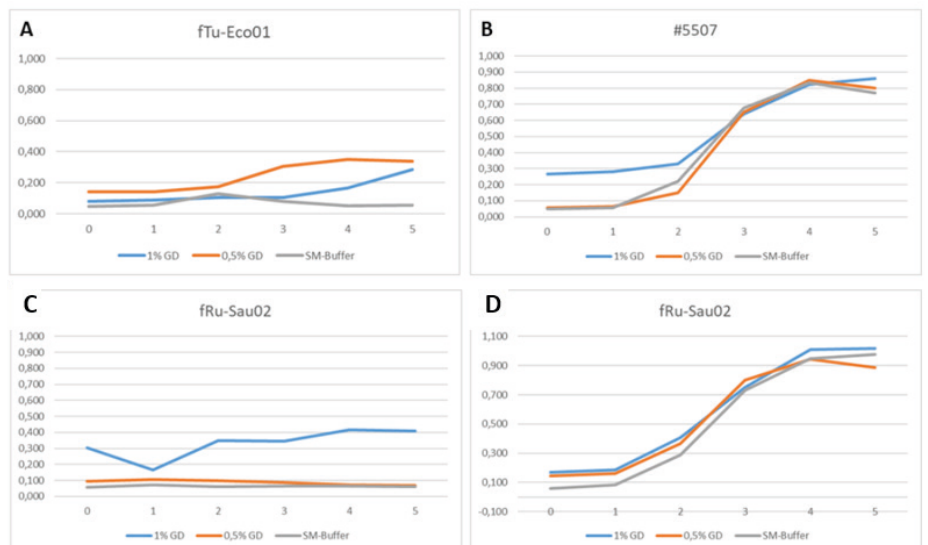 A
fTu-Eco01
1,000
0,800
0,600
0,400
0,200
0,000
0 1 2 3 4 5
1% GD 0,5% GD SM-Buffer
B
#5507
1,000
0,900
0,800
0,700
0,600
0,500
0,400
0,300
0,200
0,100
0,000
0 1 2 3 4 5
1% GD 0,5% GD SM-Buffer
C
fRu-Sau02
1,000
0,900
0,800
0,700
0,600
0,500
0,400
0,300
0,200
0,100
0,000
0 1 2 3 4 5
1% GD 0,5% GD SM-Buffer
D
fRu-Sau02
1,100
0,900
0,700
0,500
0,300
0,100
-0,100
0 1 2 3 4 5
1% GD 0,5% GD SM-Buffer